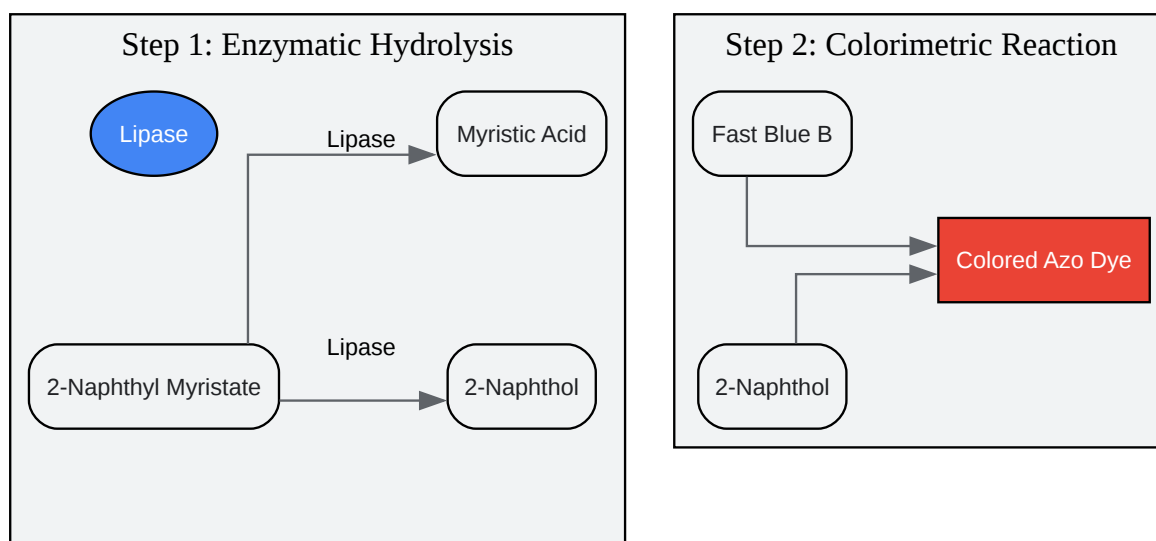 Step 1: Enzymatic Hydrolysis
Lipase
Lipase
Myristic Acid
Lipase
2-Naphthyl Myristate
2-Naphthol
Step 2: Colorimetric Reaction
Fast Blue B
Colored Azo Dye
2-Naphthol